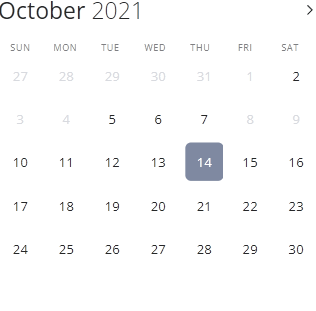 October 2021
SUN MON TUE WED THU FRI SAT
27 28 29 30 31 1 2
3 4 5 6 7 8 9
10 11 12 13 14 15 16
17 18 19 20 21 22 23
24 25 26 27 28 29 30